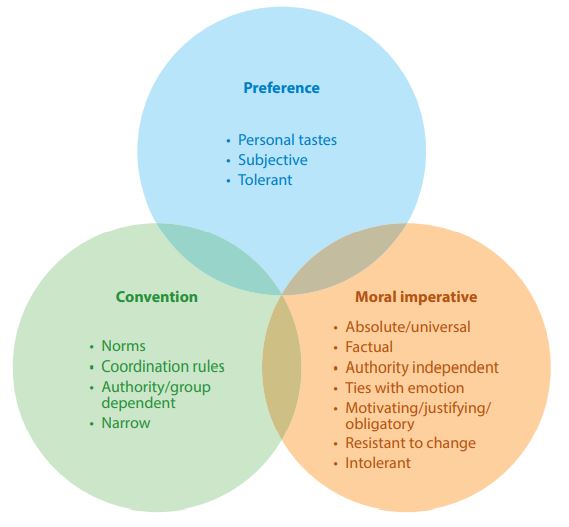 Preference
• Personal tastes
• Subjective
• Tolerant
Convention
• Norms
• Coordination rules
• Authority/group
dependent
• Narrow
Moral imperative
• Absolute/universal
• Factual
• Authority independent
• Ties with emotion
• Motivating/justifying/
obligatory
• Resistant to change
• Intolerant